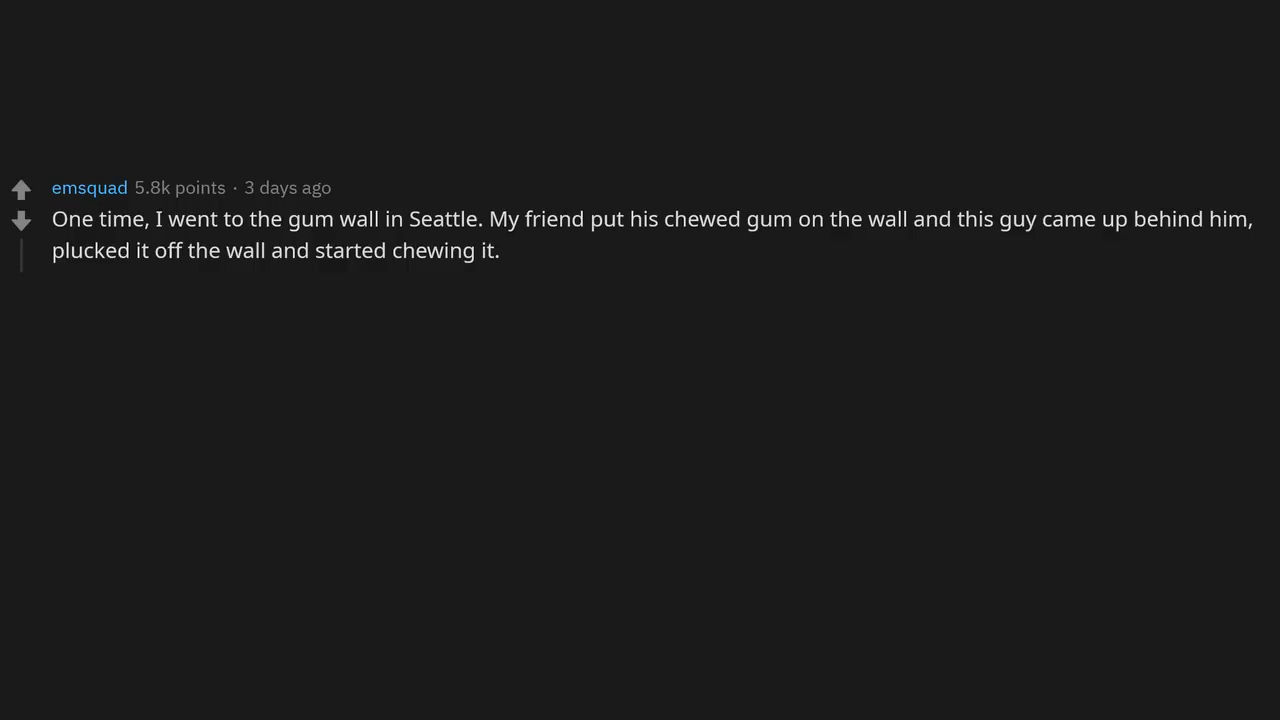 emsquad 5.8k points · 3 days ago
One time, I went to the gum wall in Seattle. My friend put his chewed gum on the wall and this guy came up behind him,
plucked it off the wall and started chewing it.